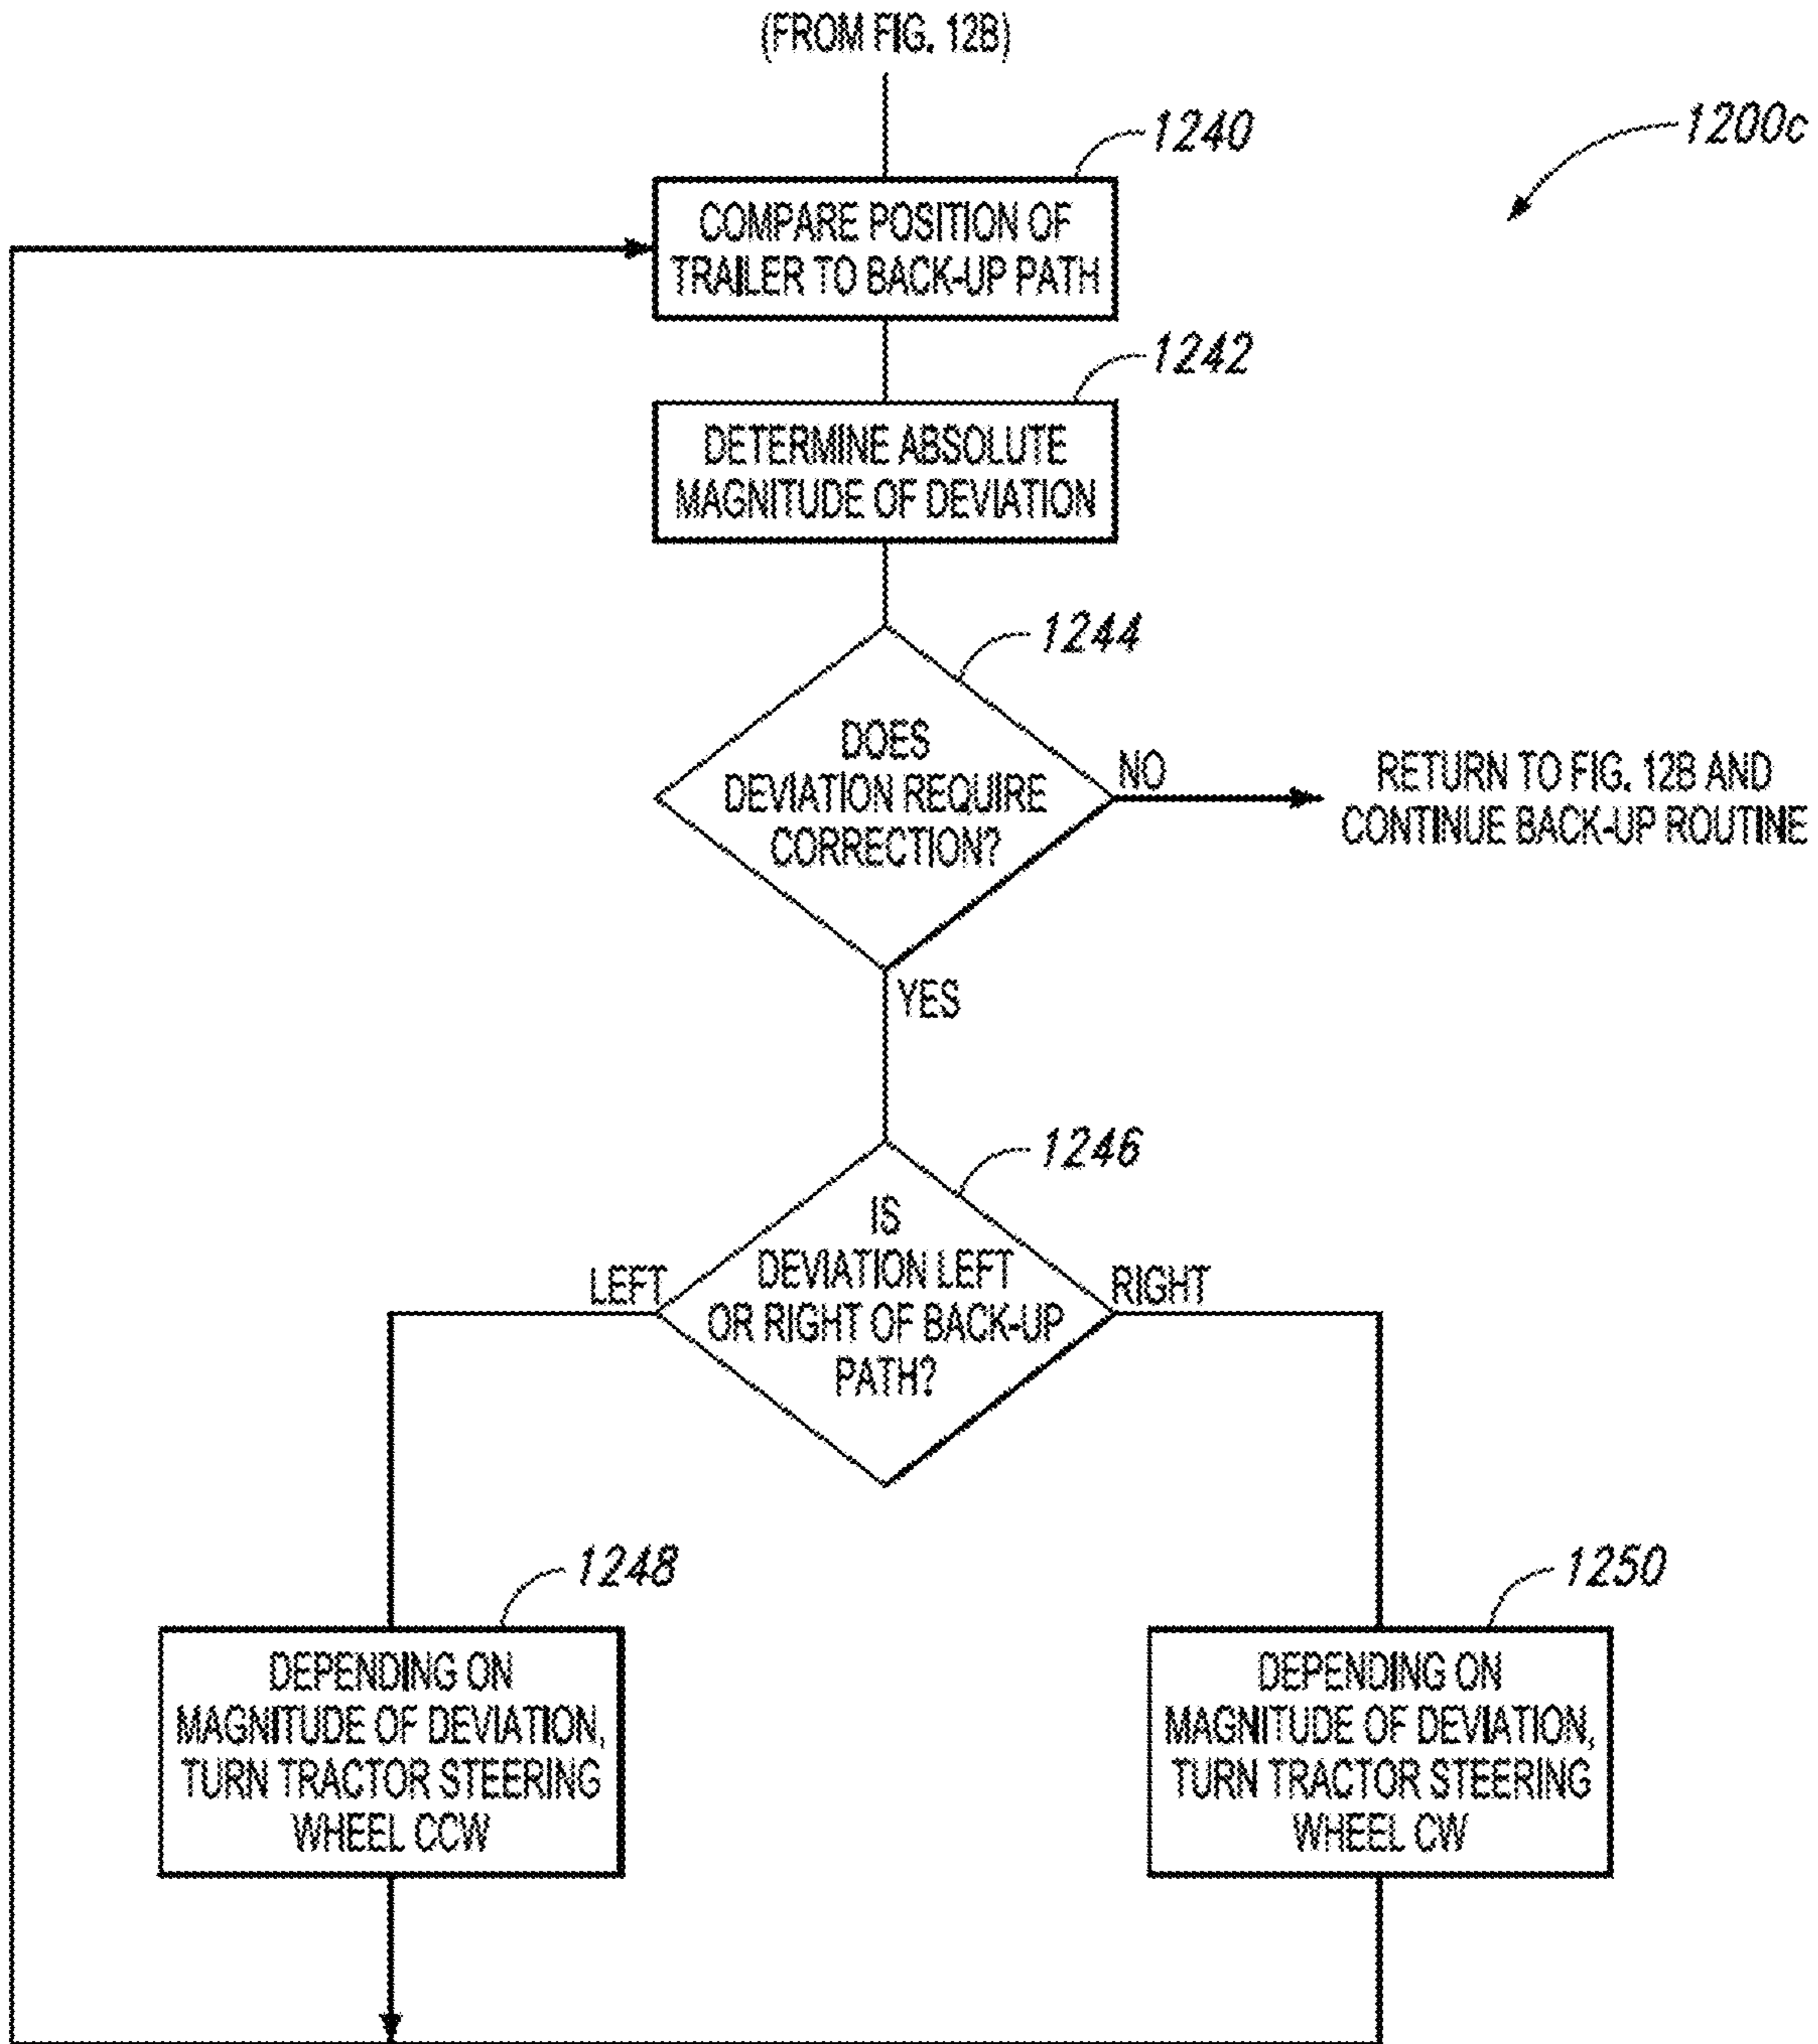 (FROM FIG. 12B)
1240
1200c
COMPARE POSITION OF
TRAILER TO BACK-UP PATH
1242
DETERMINE ABSOLUTE
MAGNITUDE OF DEVIATION
1244
DOES
DEVIATION REQUIRE
CORRECTION?
NO
RETURN TO FIG. 12B AND
CONTINUE BACK-UP ROUTINE
YES
1246
IS
DEVIATION LEFT
OR RIGHT OF BACK-UP
PATH?
LEFT
RIGHT
1248
DEPENDING ON
MAGNITUDE OF DEVIATION,
TURN TRACTOR STEERING
WHEEL CCW
1250
DEPENDING ON
MAGNITUDE OF DEVIATION,
TURN TRACTOR STEERING
WHEEL CW